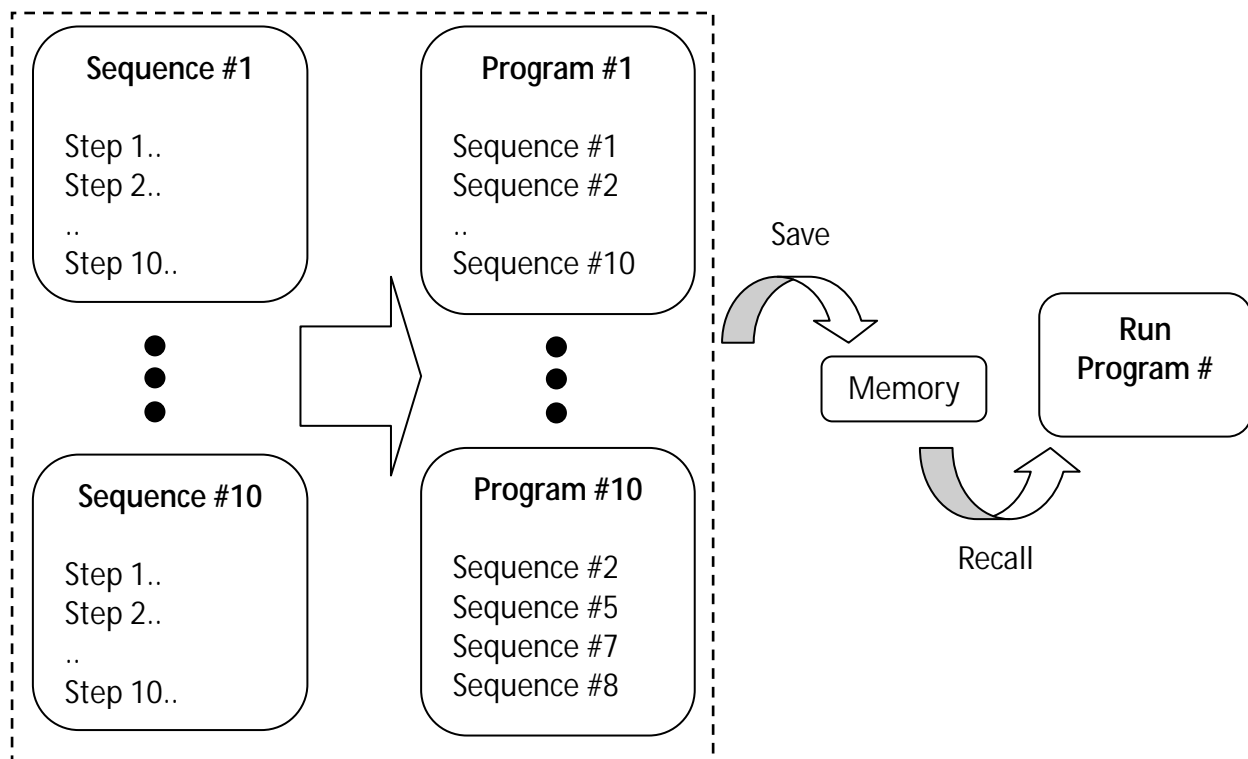 Sequence #1
Step 1..
Step 2..
..
Step 10..
Program #1
Sequence #1
Sequence #2
..
Sequence #10
Sequence #10
Step 1..
Step 2..
..
Step 10..
Program #10
Sequence #2
Sequence #5
Sequence #7
Sequence #8
Save
Memory
Recall
Run
Program #